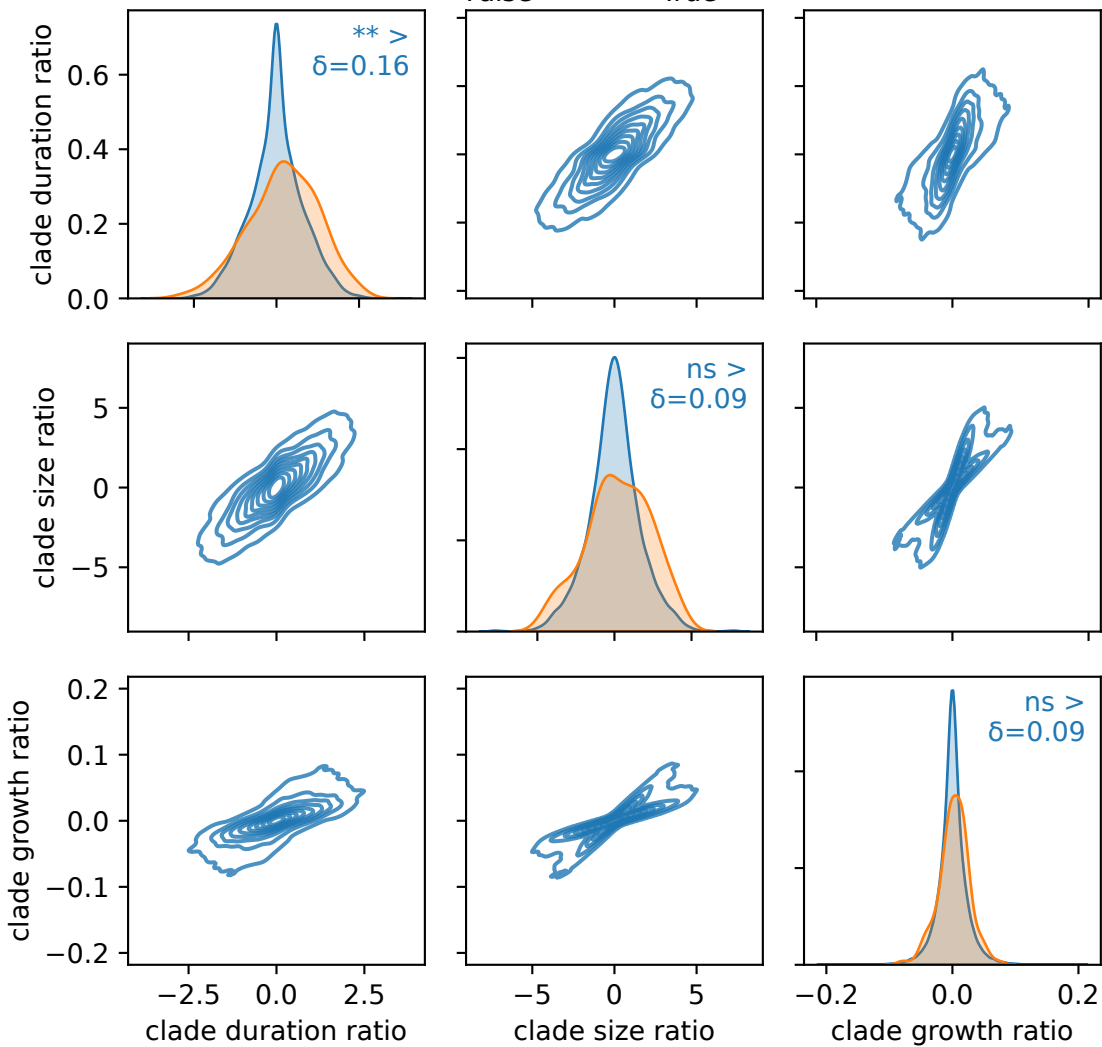 clade duration ratio
0.6
0.4
0.2
0.0
** >
δ=0.16
clade size ratio
5
0
−5
ns >
δ=0.09
clade growth ratio
0.2
0.1
0.0
−0.1
−0.2
ns >
δ=0.09
−2.5 0.0 2.5
−5 0 5
−0.2 0.0 0.2
clade duration ratio
clade size ratio
clade growth ratio